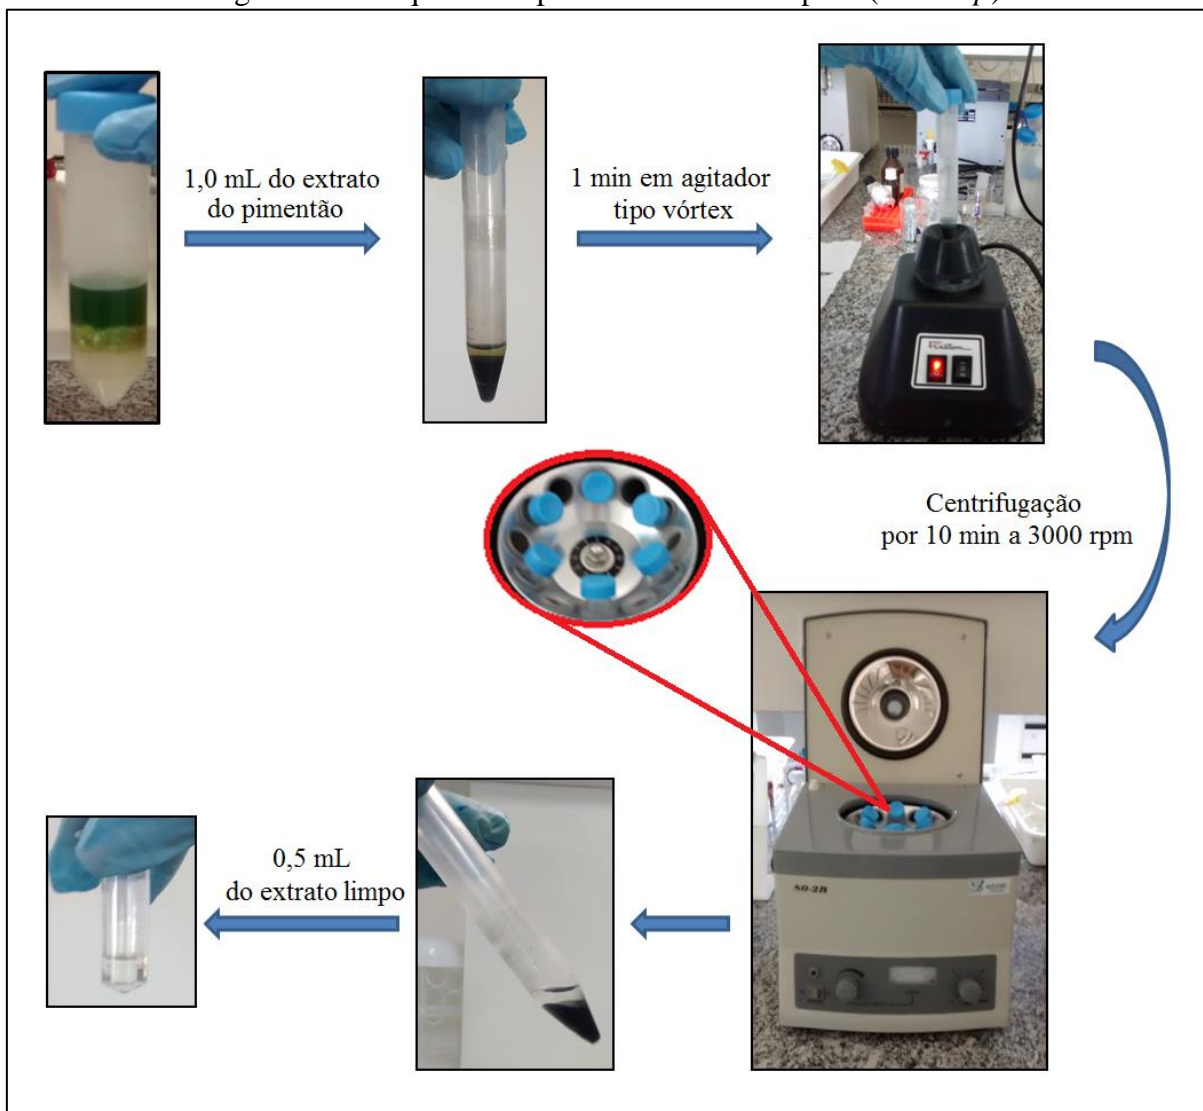 1,0 mL do extrato
do pimentão
1 min em agitador
tipo vórtex
Centrifugação
por 10 min a 3000 rpm
80-2B
0,5 mL
do extrato limpo